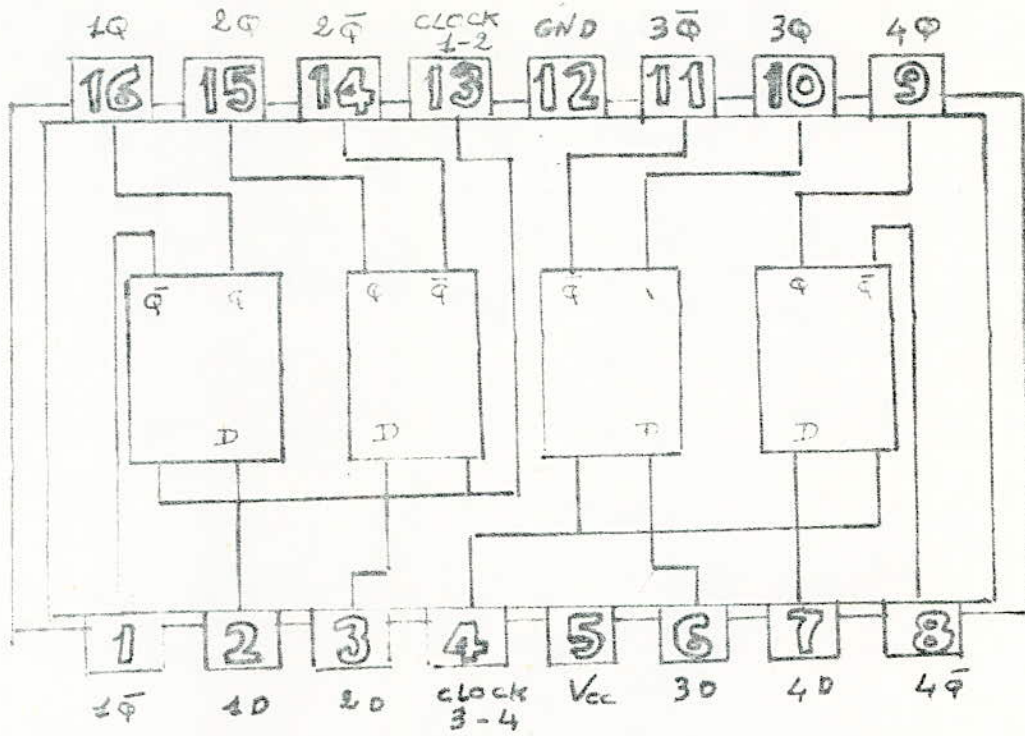 1Q 2Q 2Q̄ CLOCK 1-2 GND 3Q̄ 3Q 4Q
16 15 14 13 12 11 10 9
Q̄ Q Q Q̄ Q̄ Q Q̄
D D D D
1 2 3 4 5 6 7 8
1Q̄ 1D 2D CLOCK 3-4 Vcc 3D 4D 4Q̄